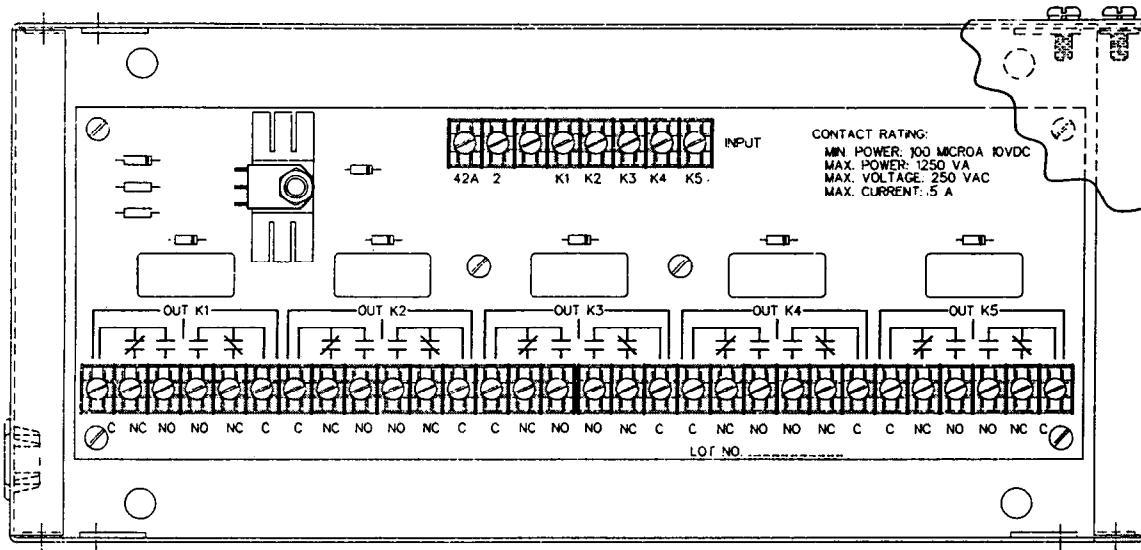 INPUT
42A 2 K1 K2 K3 K4 K5
CONTACT RATING:
MIN. POWER: 100 MICROA 10VDC
MAX. POWER: 1250 VA
MAX. VOLTAGE: 250 VAC
MAX. CURRENT: 5 A
OUT K1 OUT K2 OUT K3 OUT K4 OUT K5
C NC NO NO NC C C NC NO NO NC C C NC NO NO NC C C NC NO NO NC C C NC NO NO NC C
LOT NO.